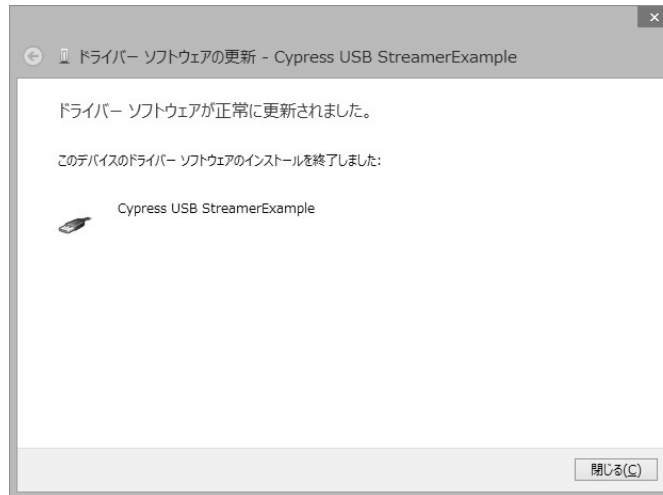 ドライバー ソフトウェアの更新 - Cypress USB StreamerExample
ドライバー ソフトウェアが正常に更新されました。
このデバイスのドライバー ソフトウェアのインストールを終了しました:
Cypress USB StreamerExample
閉じる(C)